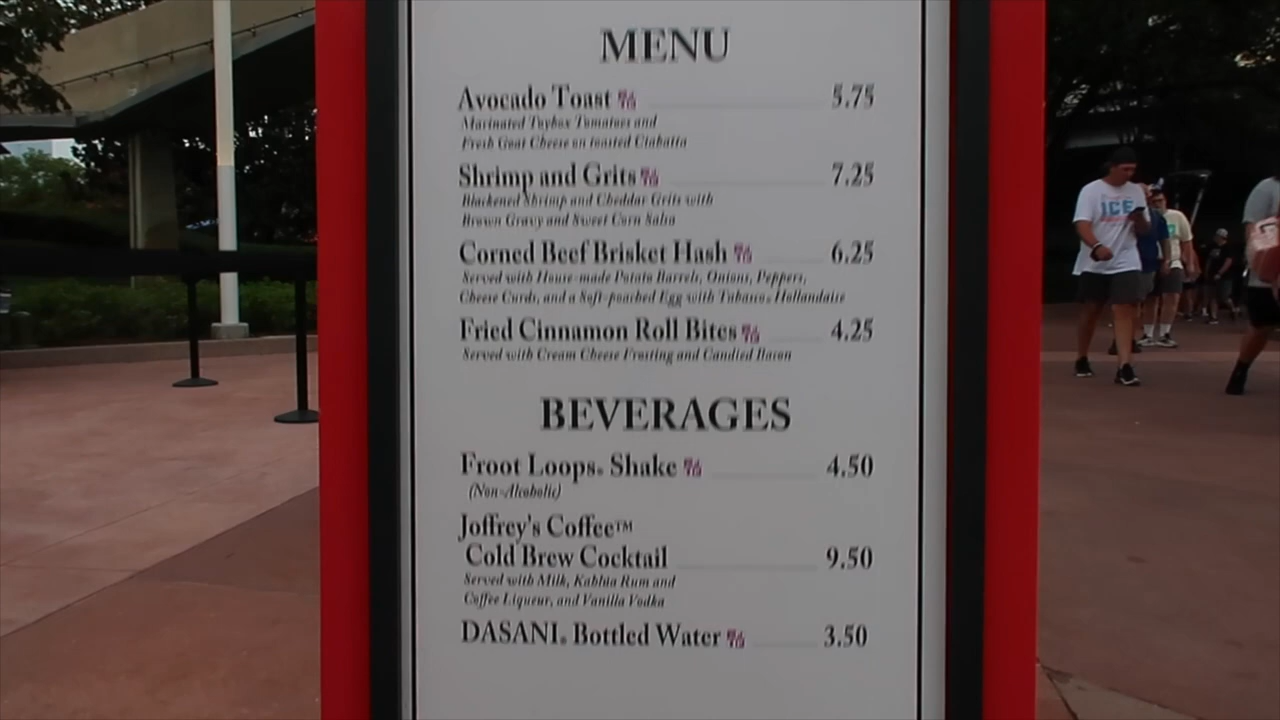 MENU
Avocado Toast 5.75
Marinated Toybox Tomatoes and
Fresh Goat Cheese on toasted Ciabatta
Shrimp and Grits 7.25
Blackened Shrimp and Cheddar Grits with
Brown Gravy and Sweet Corn Salsa
Corned Beef Brisket Hash 6.25
Served with House-made Potato Barrels, Onions, Peppers,
Cheese Curds, and a Soft-poached Egg with Tabasco® Hollandaise
Fried Cinnamon Roll Bites 4.25
Served with Cream Cheese Frosting and Candied Bacon
BEVERAGES
Froot Loops® Shake 4.50
(Non-Alcoholic)
Joffrey's Coffee™
Cold Brew Cocktail 9.50
Served with Milk, Kahlúa Rum and
Coffee Liqueur, and Vanilla Vodka
DASANI® Bottled Water 3.50
ICE